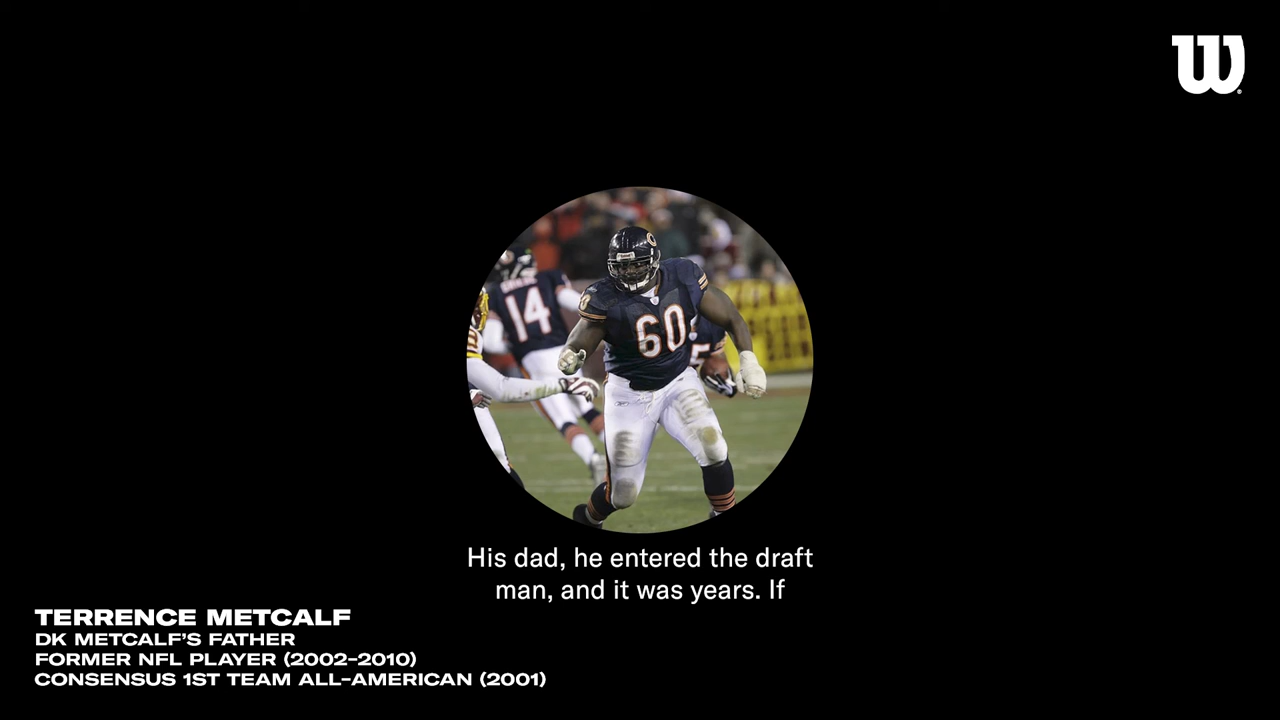 W
14
60
His dad, he entered the draft
man, and it was years. If
TERRENCE METCALF
DK METCALF'S FATHER
FORMER NFL PLAYER (2002–2010)
CONSENSUS 1ST TEAM ALL–AMERICAN (2001)